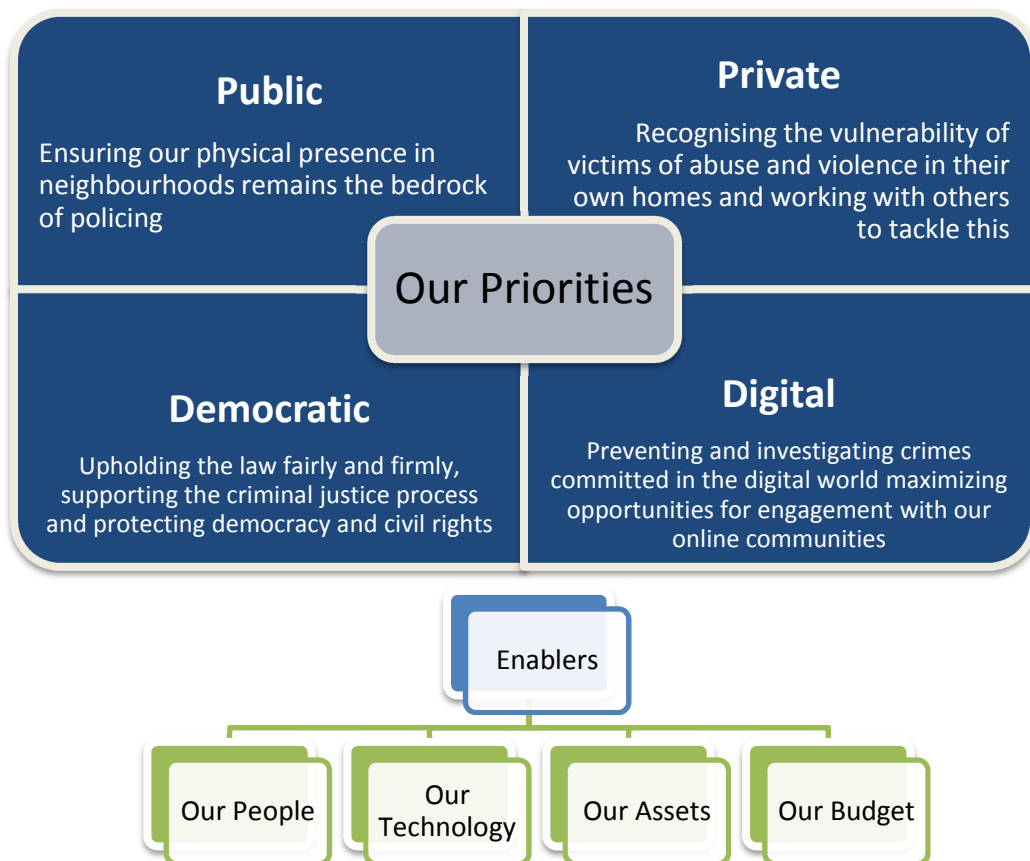 Public
Ensuring our physical presence in
neighbourhoods remains the bedrock
of policing
Private
Recognising the vulnerability of
victims of abuse and violence in their
own homes and working with others
to tackle this
Our Priorities
Democratic
Upholding the law fairly and firmly,
supporting the criminal justice process
and protecting democracy and civil rights
Digital
Preventing and investigating crimes
committed in the digital world maximizing
opportunities for engagement with our
online communities
Enablers
Our People
Our
Technology
Our Assets
Our Budget